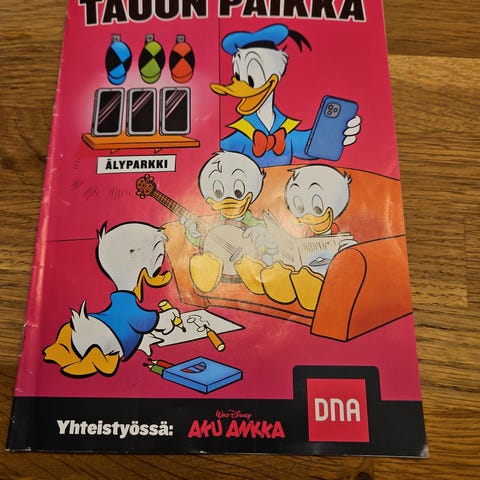 TAUON PAIKKA
ÄLYPARKKI
Yhteistyössä:
Walt Disney
AKU ANKKA
DNA